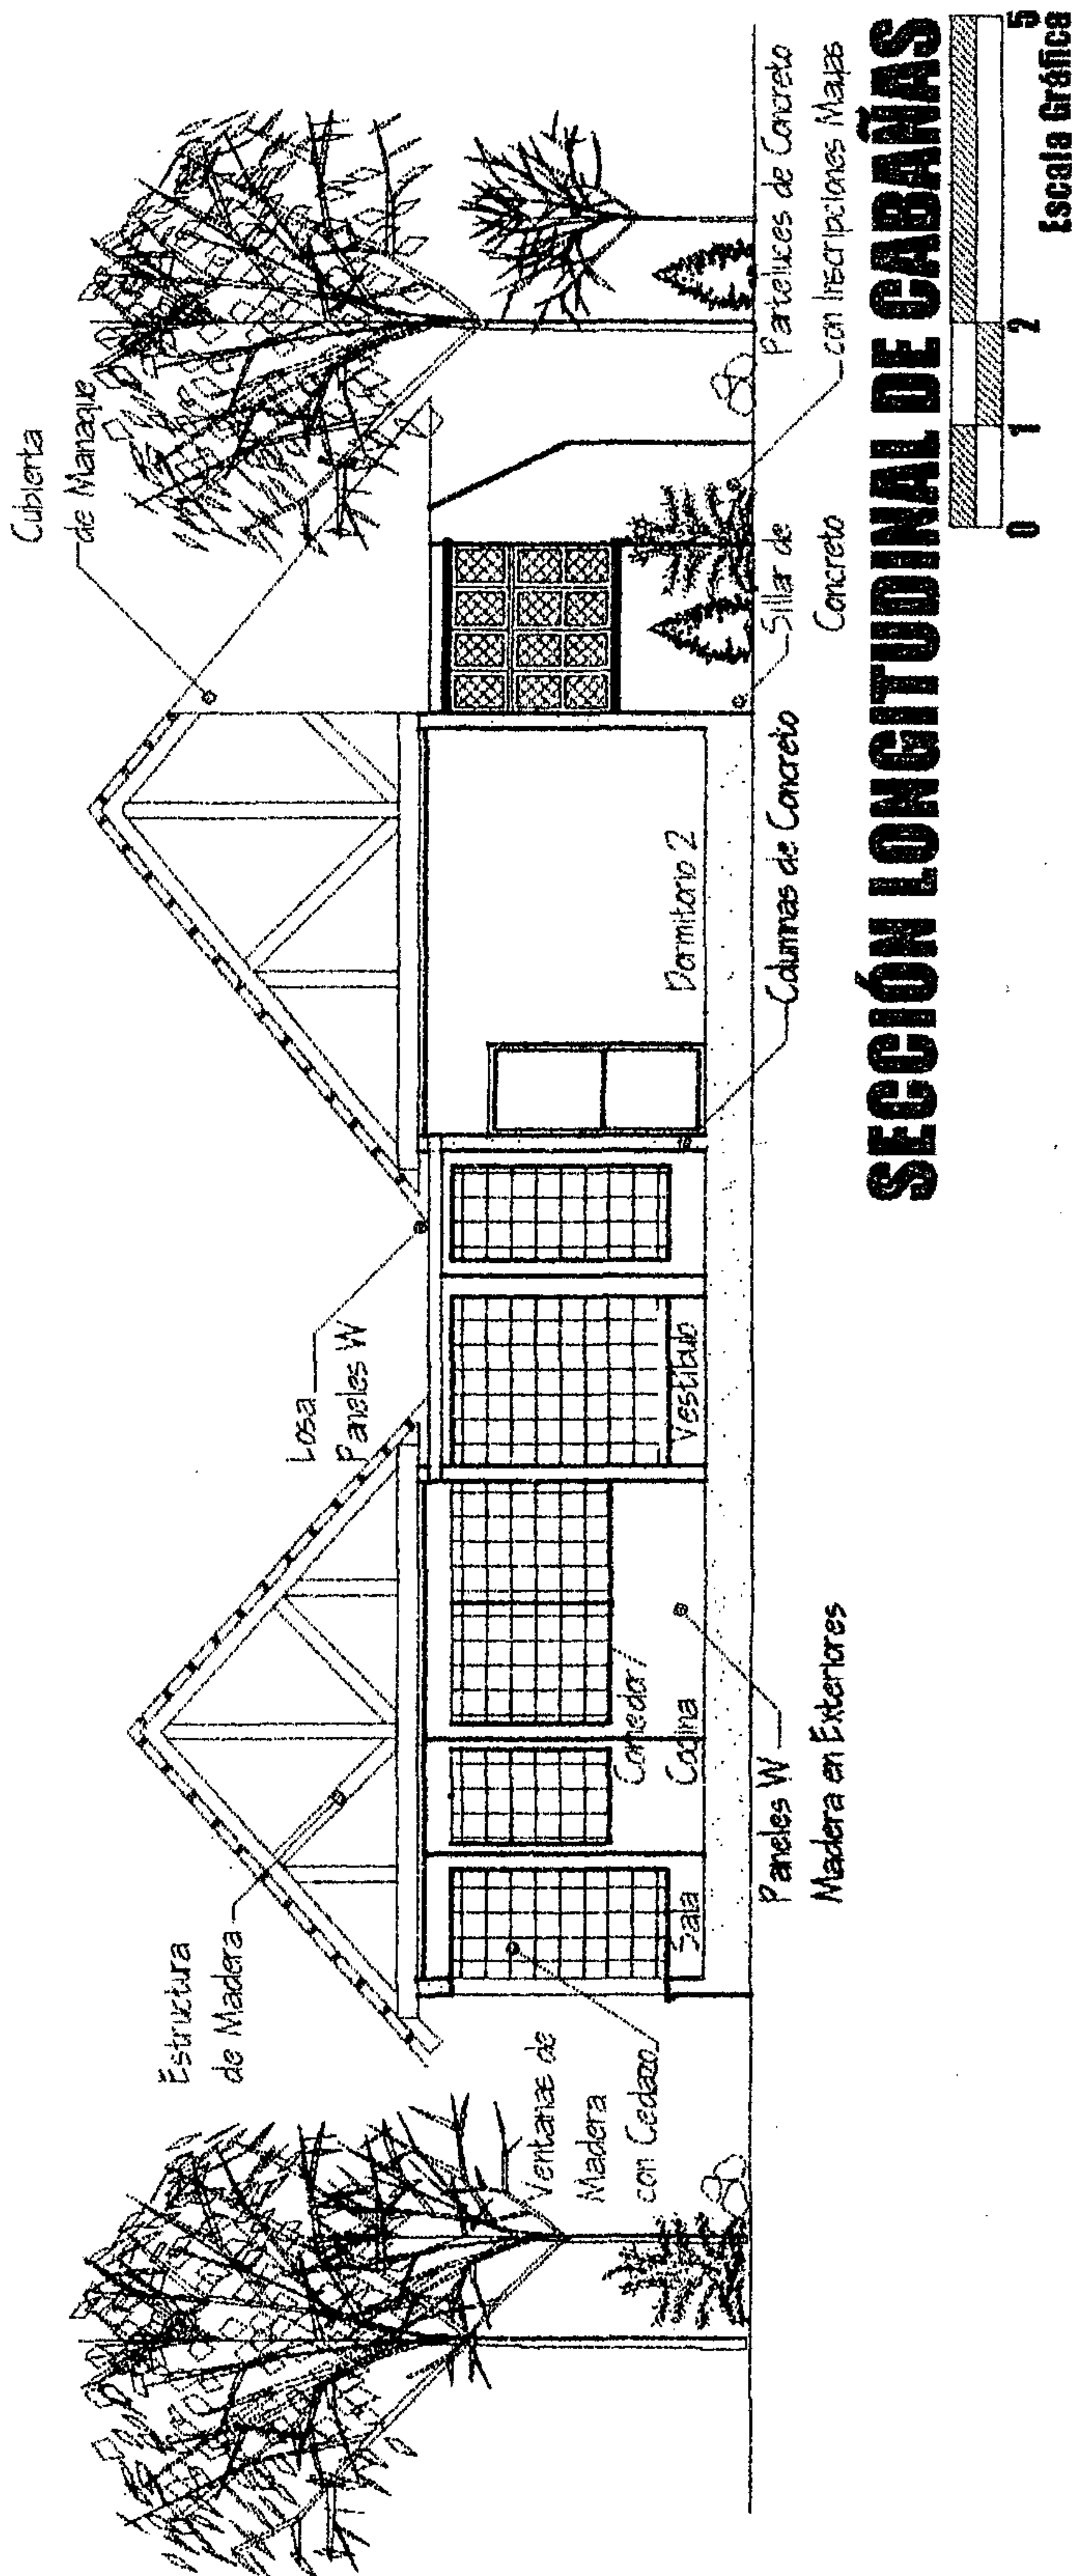 Cubierta
de Manaque
Estructura
de Madera
Losa
Paneles W
Ventanas de
Madera
con Cedazo
Sala
Comedor
Cocina
Vestíbulo
Dormitorio 2
Paneles W
Madera en Exteriores
Columnas de Concreto
Sillar de
Concreto
Parteluces de Concreto
con Inscripciones Mayas
SECCIÓN LONGITUDINAL DE CABAÑAS
0 1 2 5
Escala Gráfica